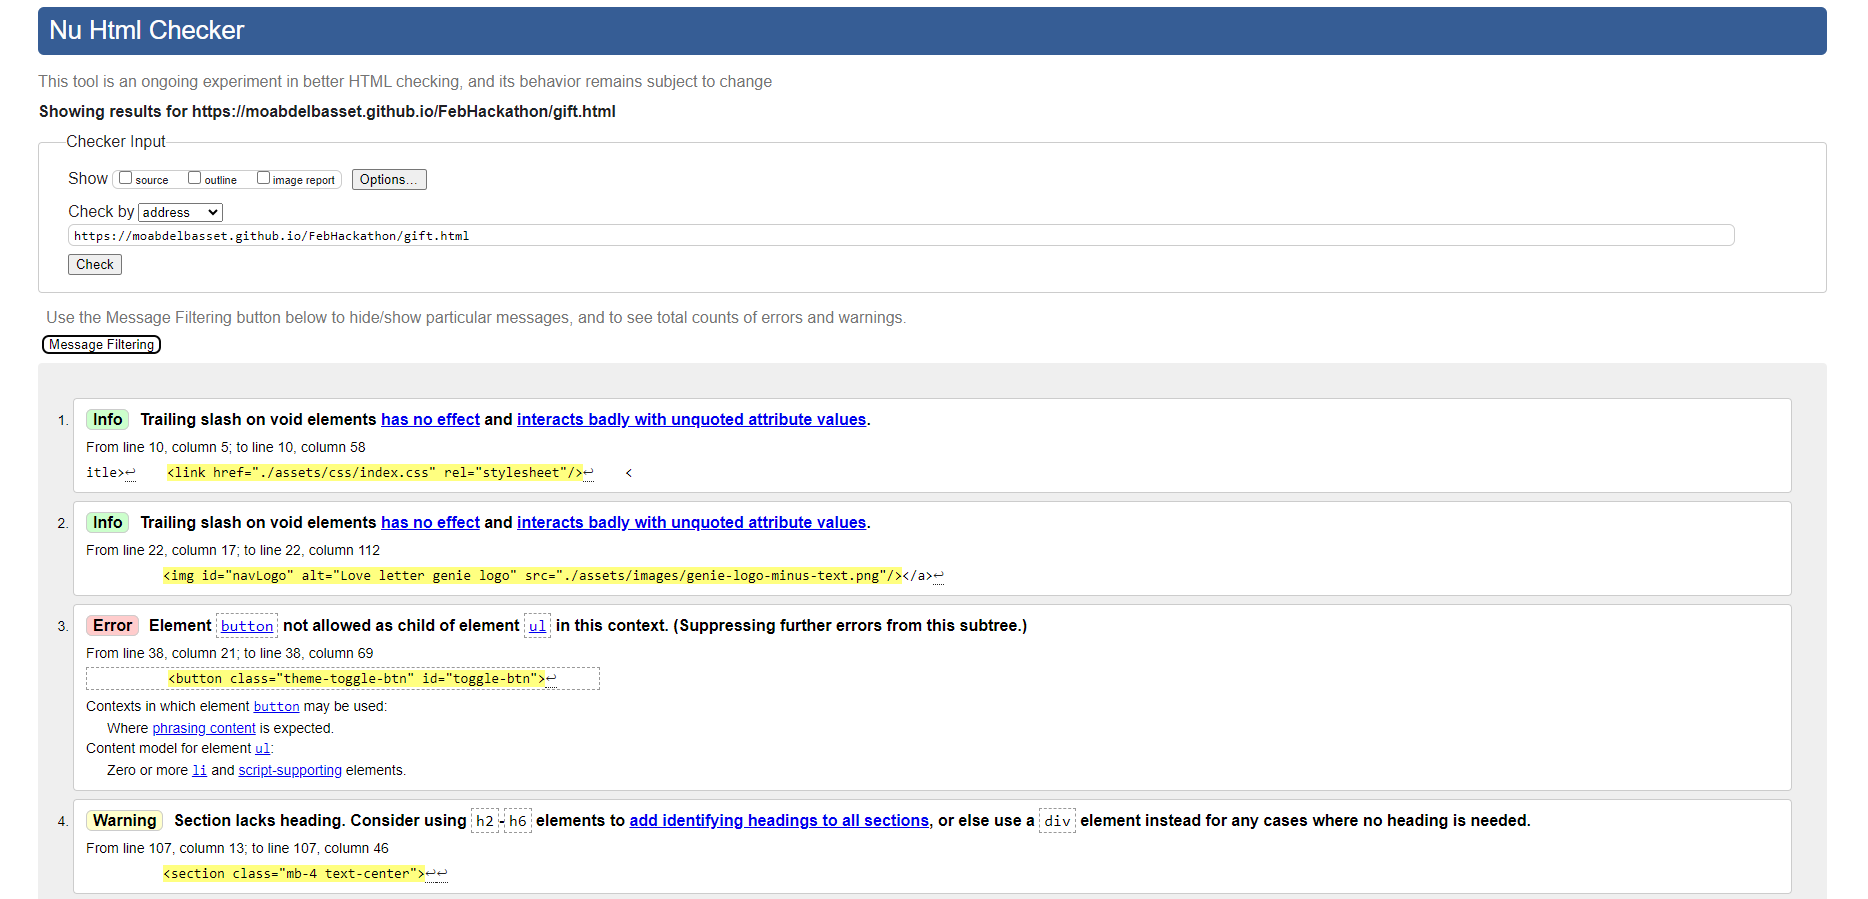 Nu Html Checker
This tool is an ongoing experiment in better HTML checking, and its behavior remains subject to change
Showing results for https://moabdelbasset.github.io/FebHackathon/gift.html
Checker Input
Show source outline image report Options...
Check by address
https://moabdelbasset.github.io/FebHackathon/gift.html
Check
Use the Message Filtering button below to hide/show particular messages, and to see total counts of errors and warnings.
Message Filtering
1. Info Trailing slash on void elements has no effect and interacts badly with unquoted attribute values.
From line 10, column 5; to line 10, column 58
itle>↩ <link href="./assets/css/index.css" rel="stylesheet"/>↩ <
2. Info Trailing slash on void elements has no effect and interacts badly with unquoted attribute values.
From line 22, column 17; to line 22, column 112
<img id="navLogo" alt="Love letter genie logo" src="./assets/images/genie-logo-minus-text.png"/></a>↩
3. Error Element button not allowed as child of element ul in this context. (Suppressing further errors from this subtree.)
From line 38, column 21; to line 38, column 69
<button class="theme-toggle-btn" id="toggle-btn">↩
Contexts in which element button may be used:
Where phrasing content is expected.
Content model for element ul:
Zero or more li and script-supporting elements.
4. Warning Section lacks heading. Consider using h2-h6 elements to add identifying headings to all sections, or else use a div element instead for any cases where no heading is needed.
From line 107, column 13; to line 107, column 46
<section class="mb-4 text-center">↩↩